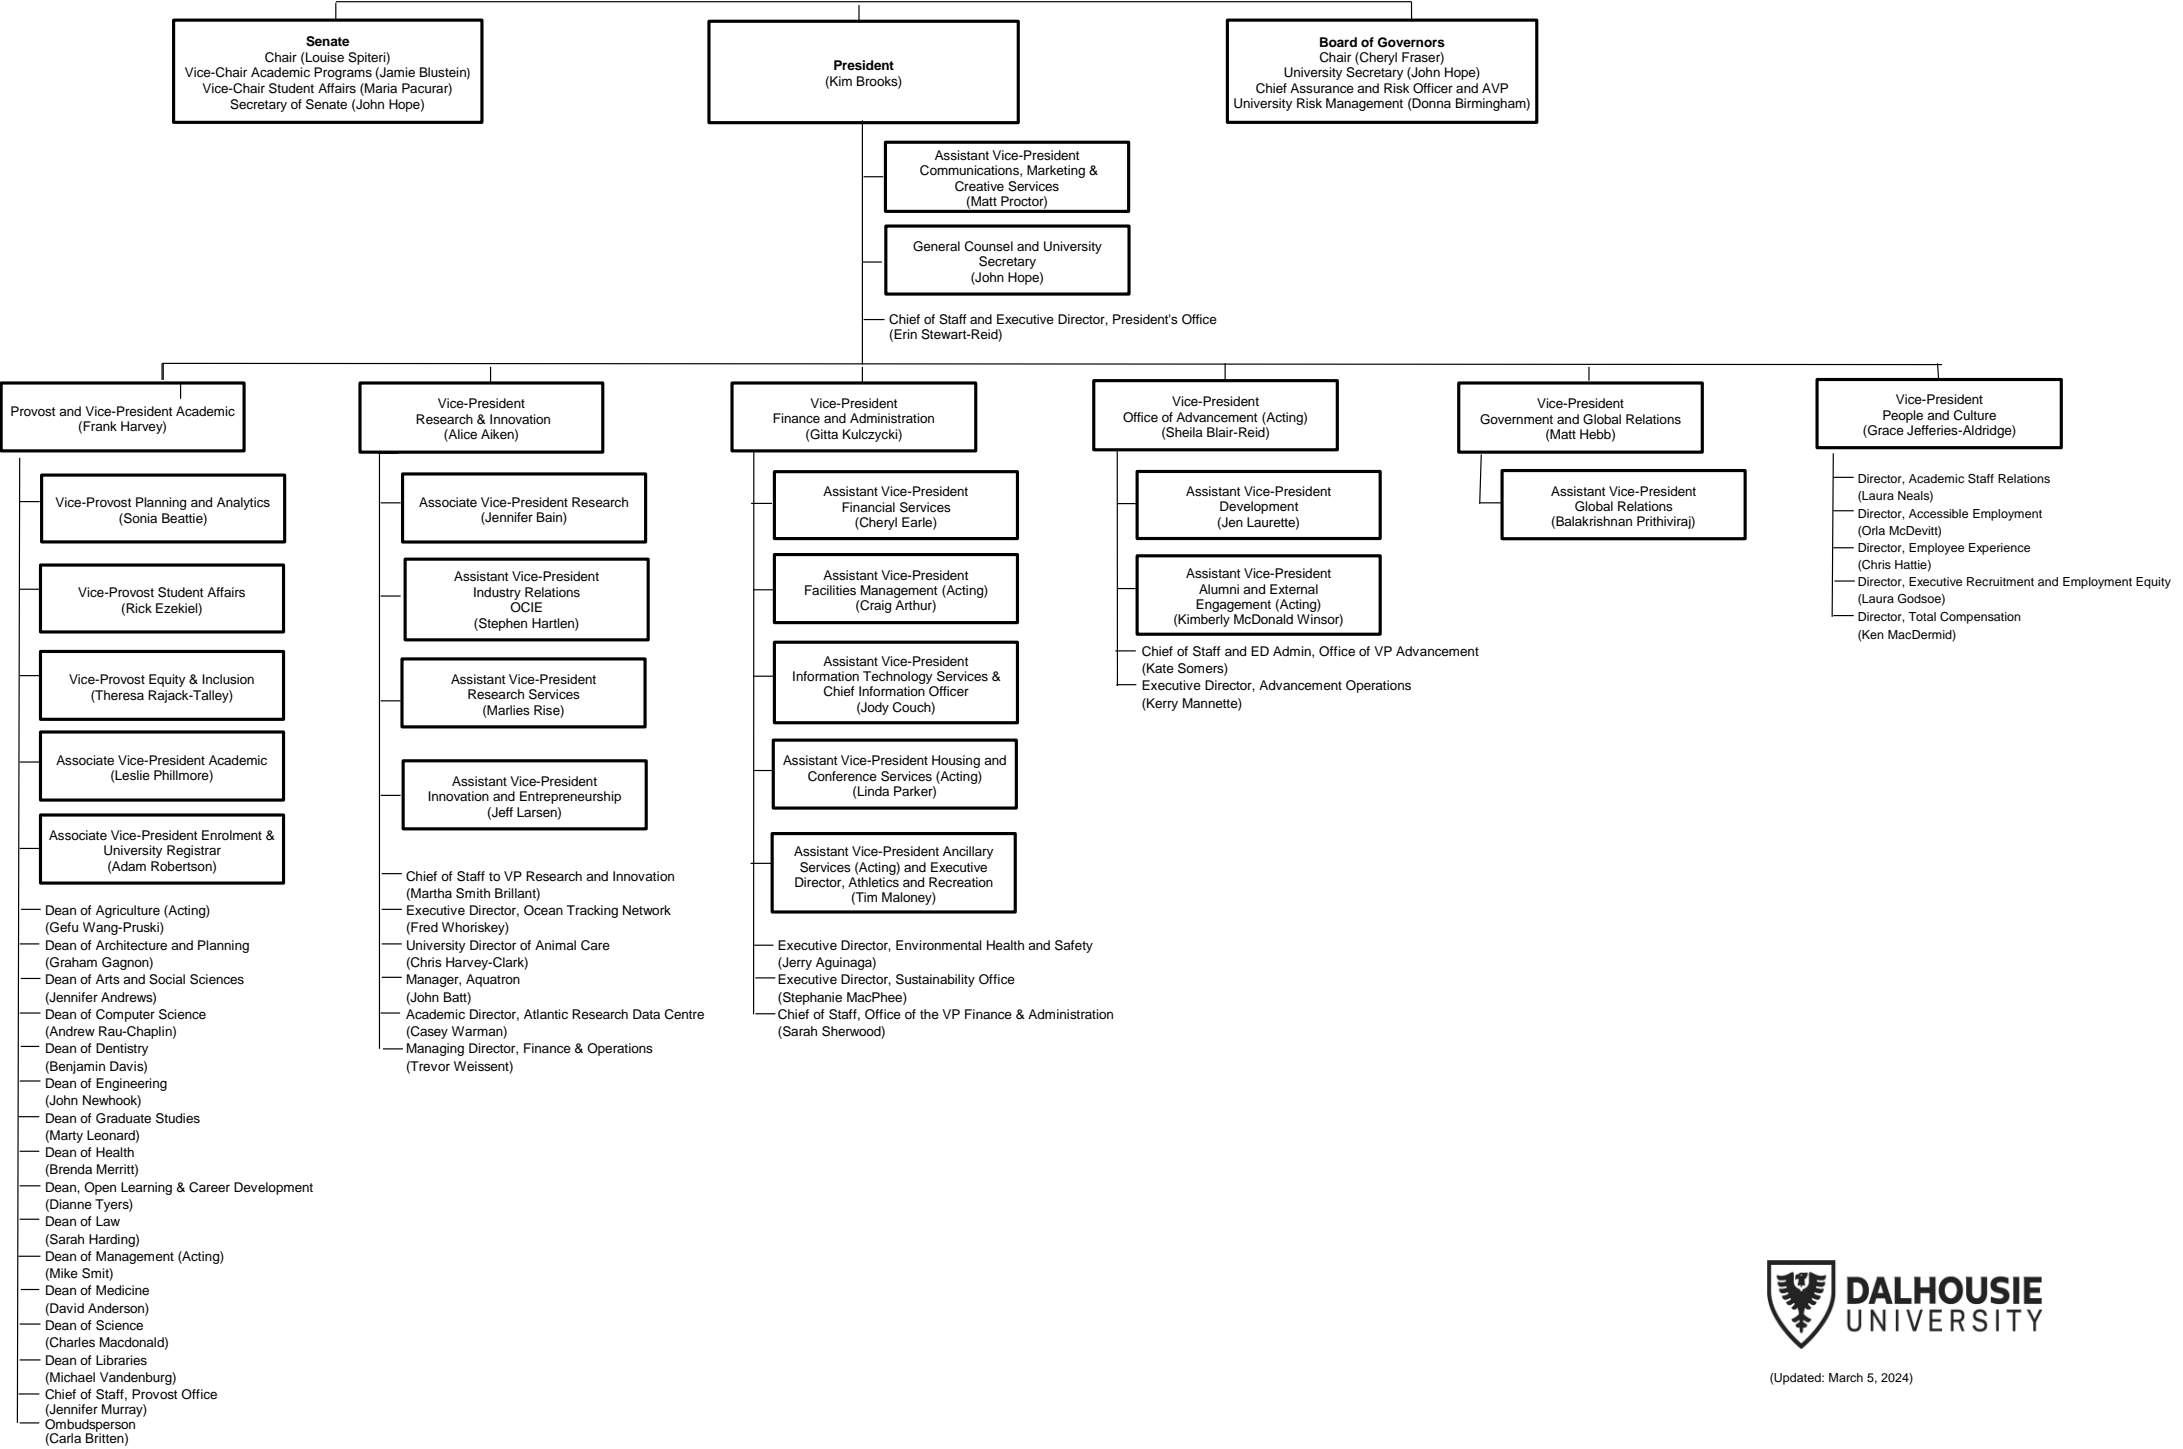 Senate
Chair (Louise Spiteri)
Vice-Chair Academic Programs (Jamie Blustein)
Vice-Chair Student Affairs (Maria Pacurar)
Secretary of Senate (John Hope)
President
(Kim Brooks)
Board of Governors
Chair (Cheryl Fraser)
University Secretary (John Hope)
Chief Assurance and Risk Officer and AVP
University Risk Management (Donna Birmingham)
Assistant Vice-President
Communications, Marketing &
Creative Services
(Matt Proctor)
General Counsel and University
Secretary
(John Hope)
Chief of Staff and Executive Director, President's Office
(Erin Stewart-Reid)
Provost and Vice-President Academic
(Frank Harvey)
Vice-Provost Planning and Analytics
(Sonia Beattie)
Vice-Provost Student Affairs
(Rick Ezekiel)
Vice-Provost Equity & Inclusion
(Theresa Rajack-Talley)
Associate Vice-President Academic
(Leslie Phillmore)
Associate Vice-President Enrolment &
University Registrar
(Adam Robertson)
Dean of Agriculture (Acting)
(Gefu Wang-Pruski)
Dean of Architecture and Planning
(Graham Gagnon)
Dean of Arts and Social Sciences
(Jennifer Andrews)
Dean of Computer Science
(Andrew Rau-Chaplin)
Dean of Dentistry
(Benjamin Davis)
Dean of Engineering
(John Newhook)
Dean of Graduate Studies
(Marty Leonard)
Dean of Health
(Brenda Merritt)
Dean, Open Learning & Career Development
(Dianne Tyers)
Dean of Law
(Sarah Harding)
Dean of Management (Acting)
(Mike Smit)
Dean of Medicine
(David Anderson)
Dean of Science
(Charles Macdonald)
Dean of Libraries
(Michael Vandenburg)
Chief of Staff, Provost Office
(Jennifer Murray)
Ombudsperson
(Carla Britten)
Vice-President
Research & Innovation
(Alice Aiken)
Associate Vice-President Research
(Jennifer Bain)
Assistant Vice-President
Industry Relations
OCIE
(Stephen Hartlen)
Assistant Vice-President
Research Services
(Marlies Rise)
Assistant Vice-President
Innovation and Entrepreneurship
(Jeff Larsen)
Chief of Staff to VP Research and Innovation
(Martha Smith Brillant)
Executive Director, Ocean Tracking Network
(Fred Whoriskey)
University Director of Animal Care
(Chris Harvey-Clark)
Manager, Aquatron
(John Batt)
Academic Director, Atlantic Research Data Centre
(Casey Warman)
Managing Director, Finance & Operations
(Trevor Weissent)
Vice-President
Finance and Administration
(Gitta Kulczycki)
Assistant Vice-President
Financial Services
(Cheryl Earle)
Assistant Vice-President
Facilities Management (Acting)
(Craig Arthur)
Assistant Vice-President
Information Technology Services &
Chief Information Officer
(Jody Couch)
Assistant Vice-President Housing and
Conference Services (Acting)
(Linda Parker)
Assistant Vice-President Ancillary
Services (Acting) and Executive
Director, Athletics and Recreation
(Tim Maloney)
Executive Director, Environmental Health and Safety
(Jerry Aguinaga)
Executive Director, Sustainability Office
(Stephanie MacPhee)
Chief of Staff, Office of the VP Finance & Administration
(Sarah Sherwood)
Vice-President
Office of Advancement (Acting)
(Sheila Blair-Reid)
Assistant Vice-President
Development
(Jen Laurette)
Assistant Vice-President
Alumni and External
Engagement (Acting)
(Kimberly McDonald Winsor)
Chief of Staff and ED Admin, Office of VP Advancement
(Kate Somers)
Executive Director, Advancement Operations
(Kerry Mannette)
Vice-President
Government and Global Relations
(Matt Hebb)
Assistant Vice-President
Global Relations
(Balakrishnan Prithiviraj)
Vice-President
People and Culture
(Grace Jefferies-Aldridge)
Director, Academic Staff Relations
(Laura Neals)
Director, Accessible Employment
(Orla McDevitt)
Director, Employee Experience
(Chris Hattie)
Director, Executive Recruitment and Employment Equity
(Laura Godsoe)
Director, Total Compensation
(Ken MacDermid)
DALHOUSIE
UNIVERSITY
(Updated: March 5, 2024)